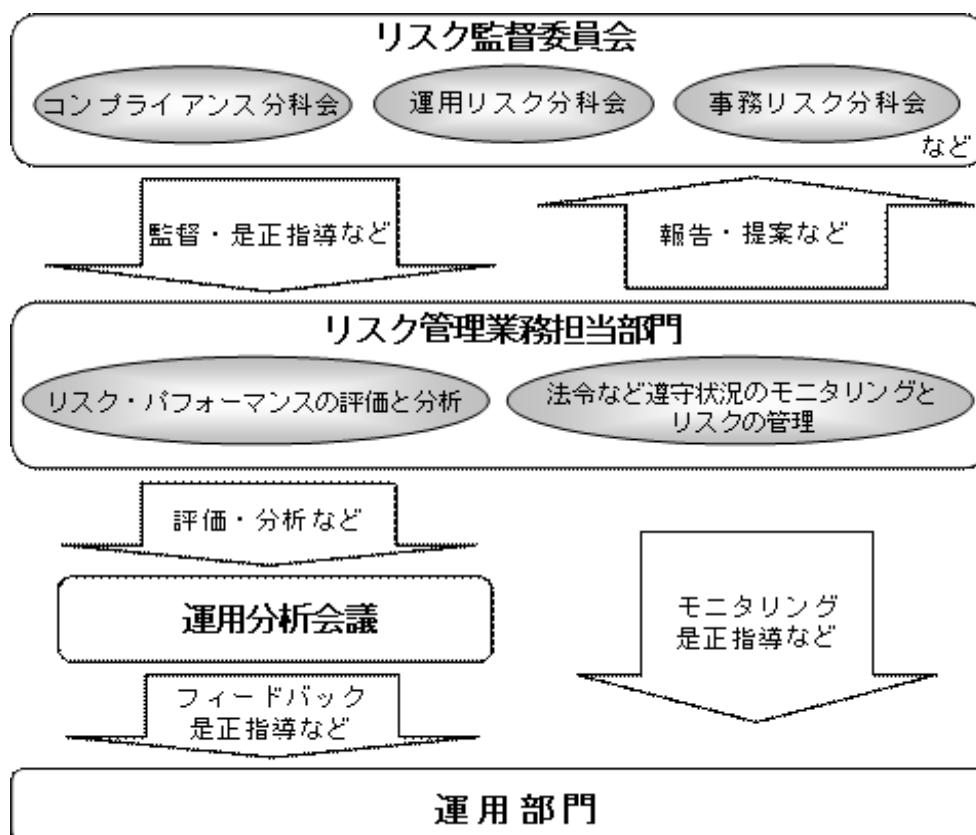 リスク監督委員会
コンプライアンス分科会
運用リスク分科会
事務リスク分科会
など
監督・是正指導など
報告・提案など
リスク管理業務担当部門
リスク・パフォーマンスの評価と分析
法令など遵守状況のモニタリングと
リスクの管理
評価・分析など
運用分析会議
モニタリング
是正指導など
フィードバック
是正指導など
運用部門